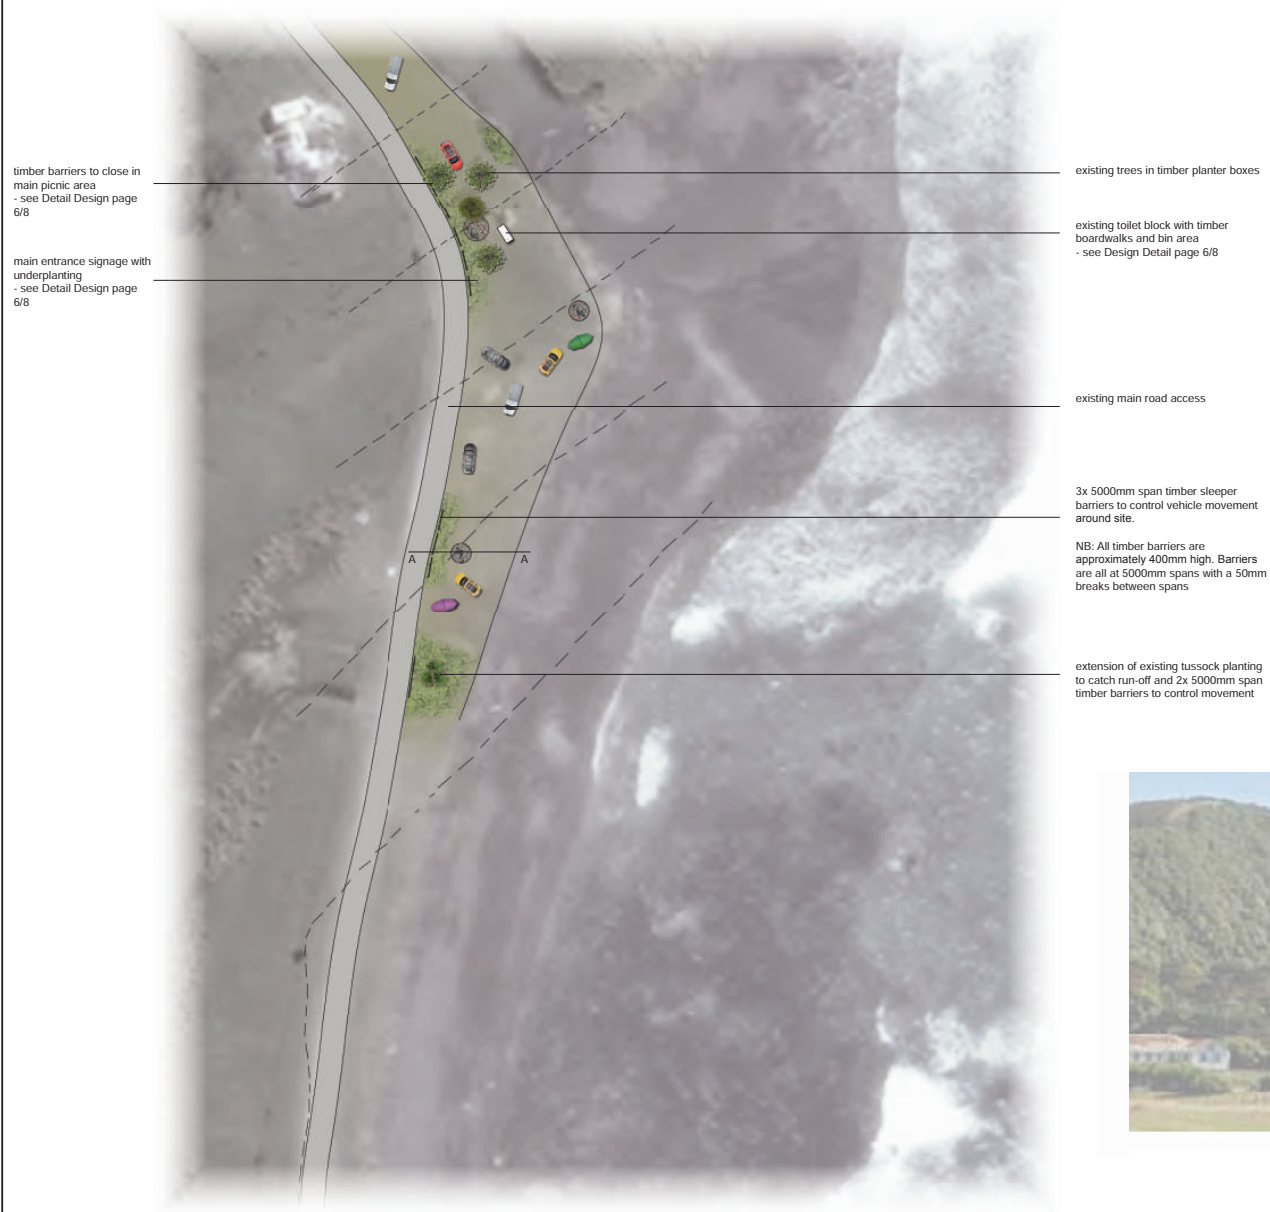 timber barriers to close in
main picnic area
- see Detail Design page
6/8
main entrance signage with
underplanting
- see Detail Design page
6/8
existing trees in timber planter boxes
existing toilet block with timber
boardwalks and bin area
- see Design Detail page 6/8
existing main road access
3x 5000mm span timber sleeper
barriers to control vehicle movement
around site.
NB: All timber barriers are
approximately 400mm high. Barriers
are all at 5000mm spans with a 50mm
breaks between spans
A A
extension of existing tussock planting
to catch run-off and 2x 5000mm span
timber barriers to control movement